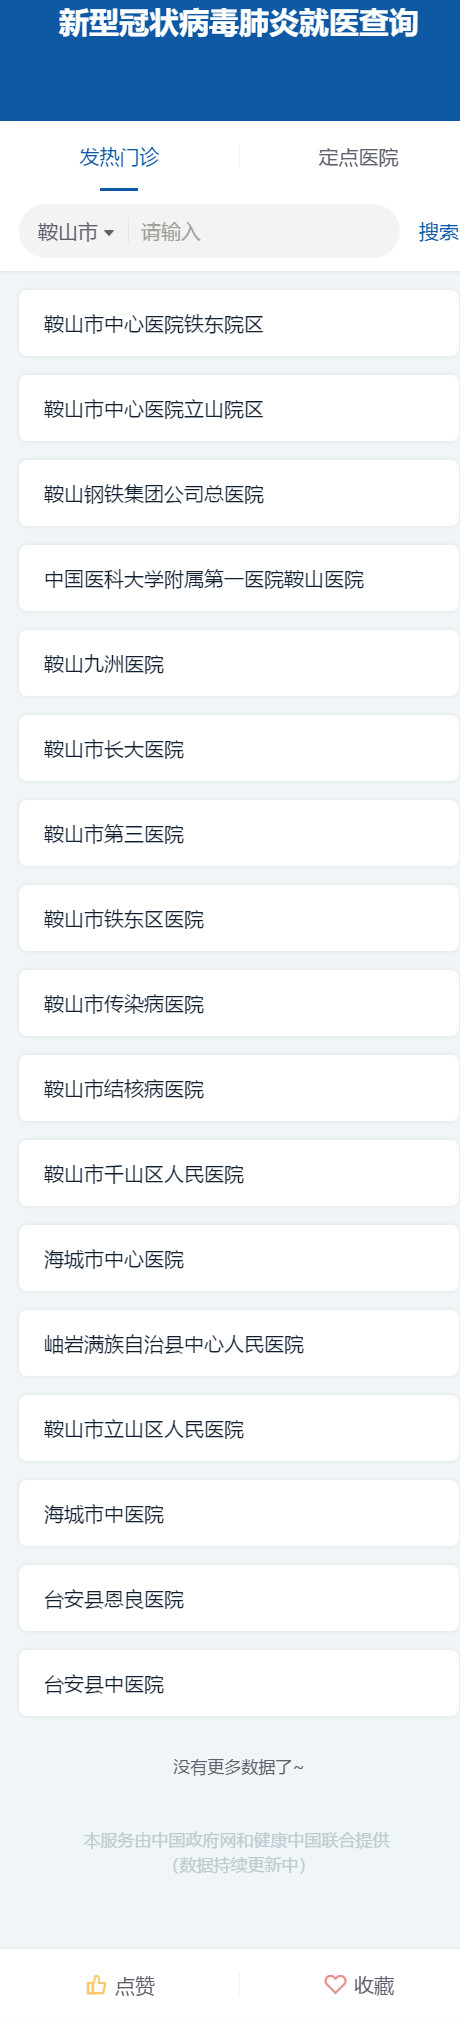 新型冠状病毒肺炎就医查询
发热门诊
定点医院
鞍山市 请输入 搜索
鞍山市中心医院铁东院区
鞍山市中心医院立山院区
鞍山钢铁集团公司总医院
中国医科大学附属第一医院鞍山医院
鞍山九洲医院
鞍山市长大医院
鞍山市第三医院
鞍山市铁东区医院
鞍山市传染病医院
鞍山市结核病医院
鞍山市千山区人民医院
海城市中心医院
岫岩满族自治县中心人民医院
鞍山市立山区人民医院
海城市中医院
台安县恩良医院
台安县中医院
没有更多数据了~
本服务由中国政府网和健康中国联合提供
（数据持续更新中）
点赞
收藏